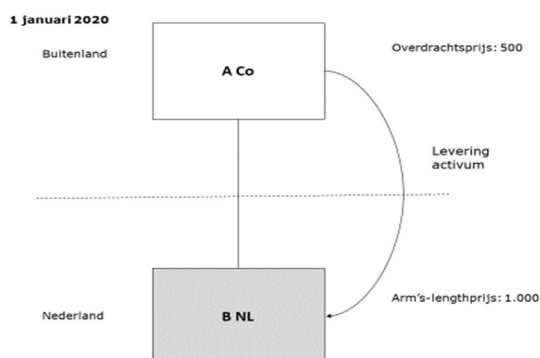 1 januari 2020
Buitenland
A Co
Overdrachtsprijs: 500
Levering
activum
Arm's-lengthprijs: 1.000
Nederland
B NL